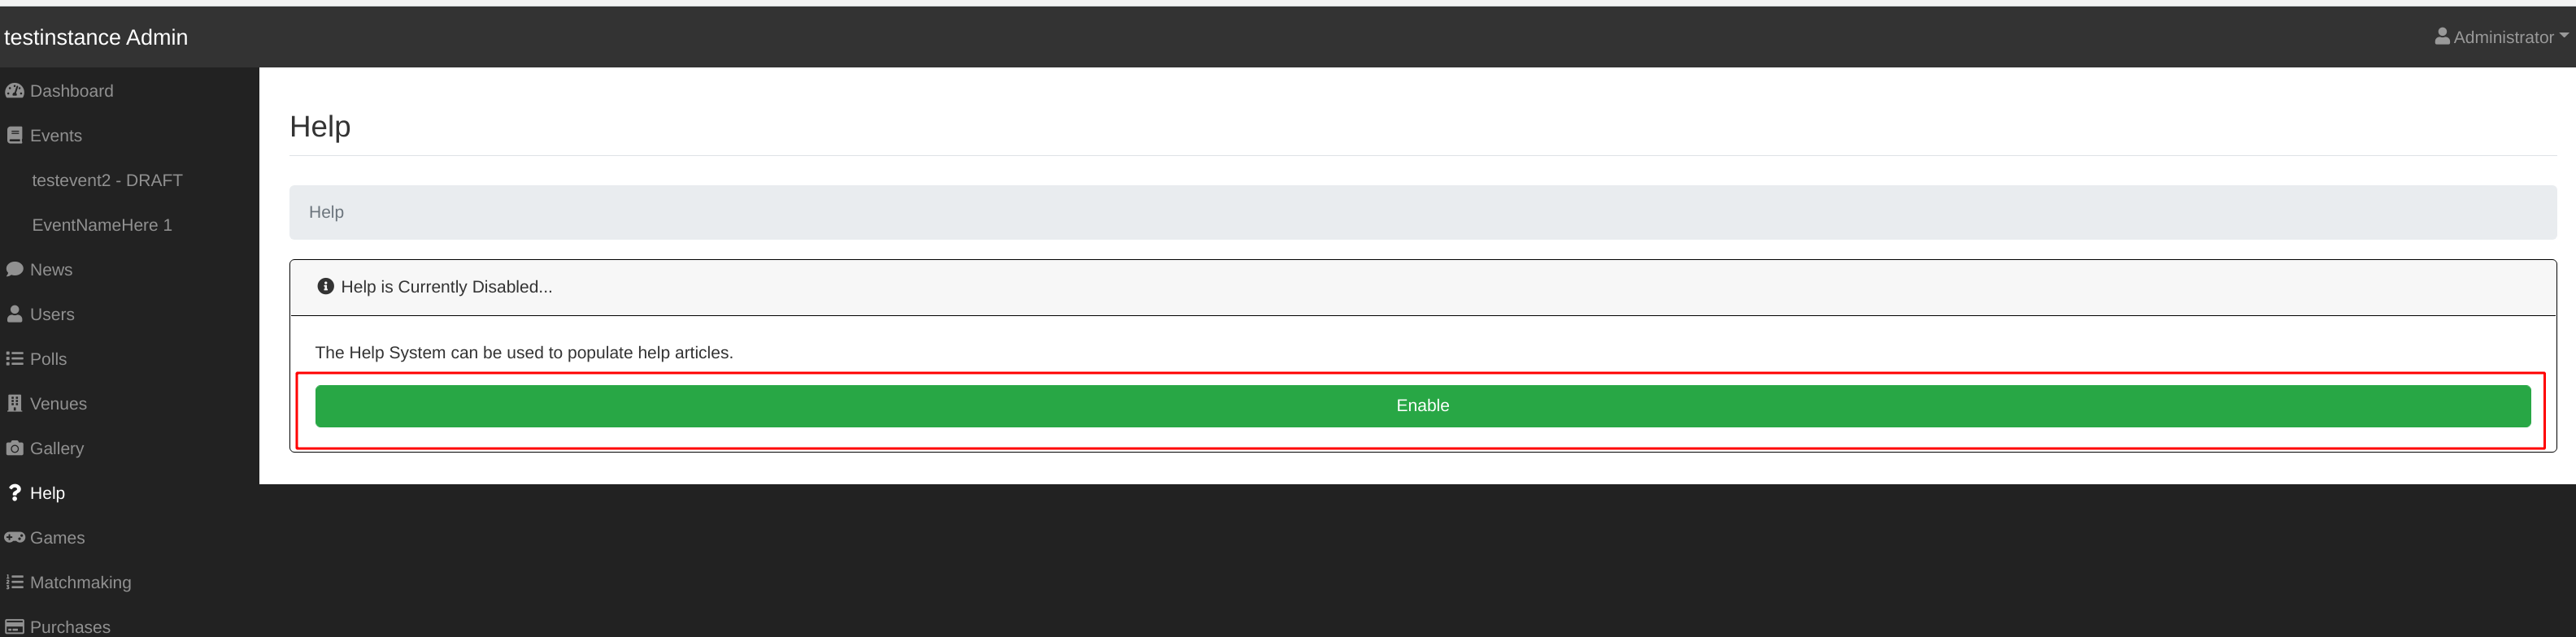 testinstance Admin
Administrator
Dashboard
Events
testevent2 - DRAFT
EventNameHere 1
News
Users
Polls
Venues
Gallery
Help
Games
Matchmaking
Purchases
Help
Help
Help is Currently Disabled...
The Help System can be used to populate help articles.
Enable